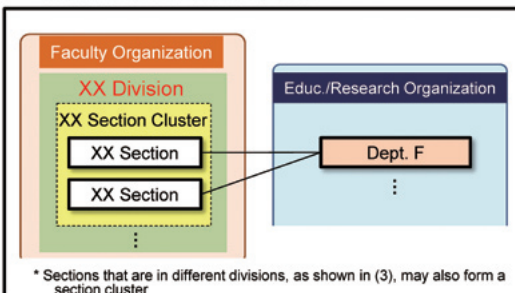 Faculty Organization
XX Division
XX Section Cluster
XX Section
XX Section
⋮
Educ./Research Organization
Dept. F
⋮
* Sections that are in different divisions, as shown in (3), may also form a
section cluster